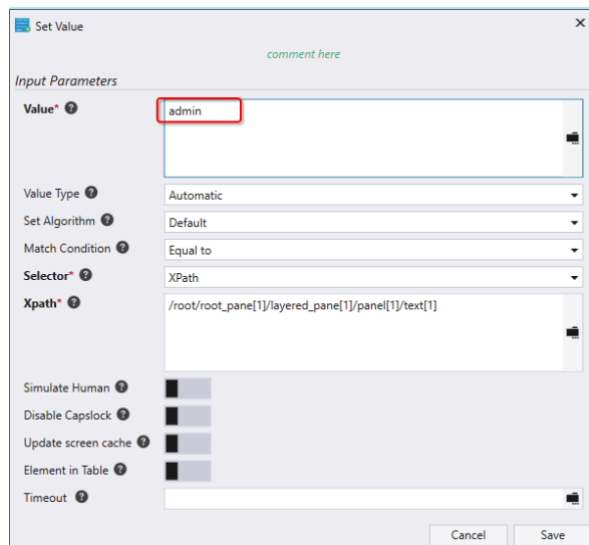 Set Value
comment here
Input Parameters
Value*
admin
Value Type
Automatic
Set Algorithm
Default
Match Condition
Equal to
Selector*
XPath
Xpath*
/root/root_pane[1]/layered_pane[1]/panel[1]/text[1]
Simulate Human
Disable Capslock
Update screen cache
Element in Table
Timeout
Cancel Save